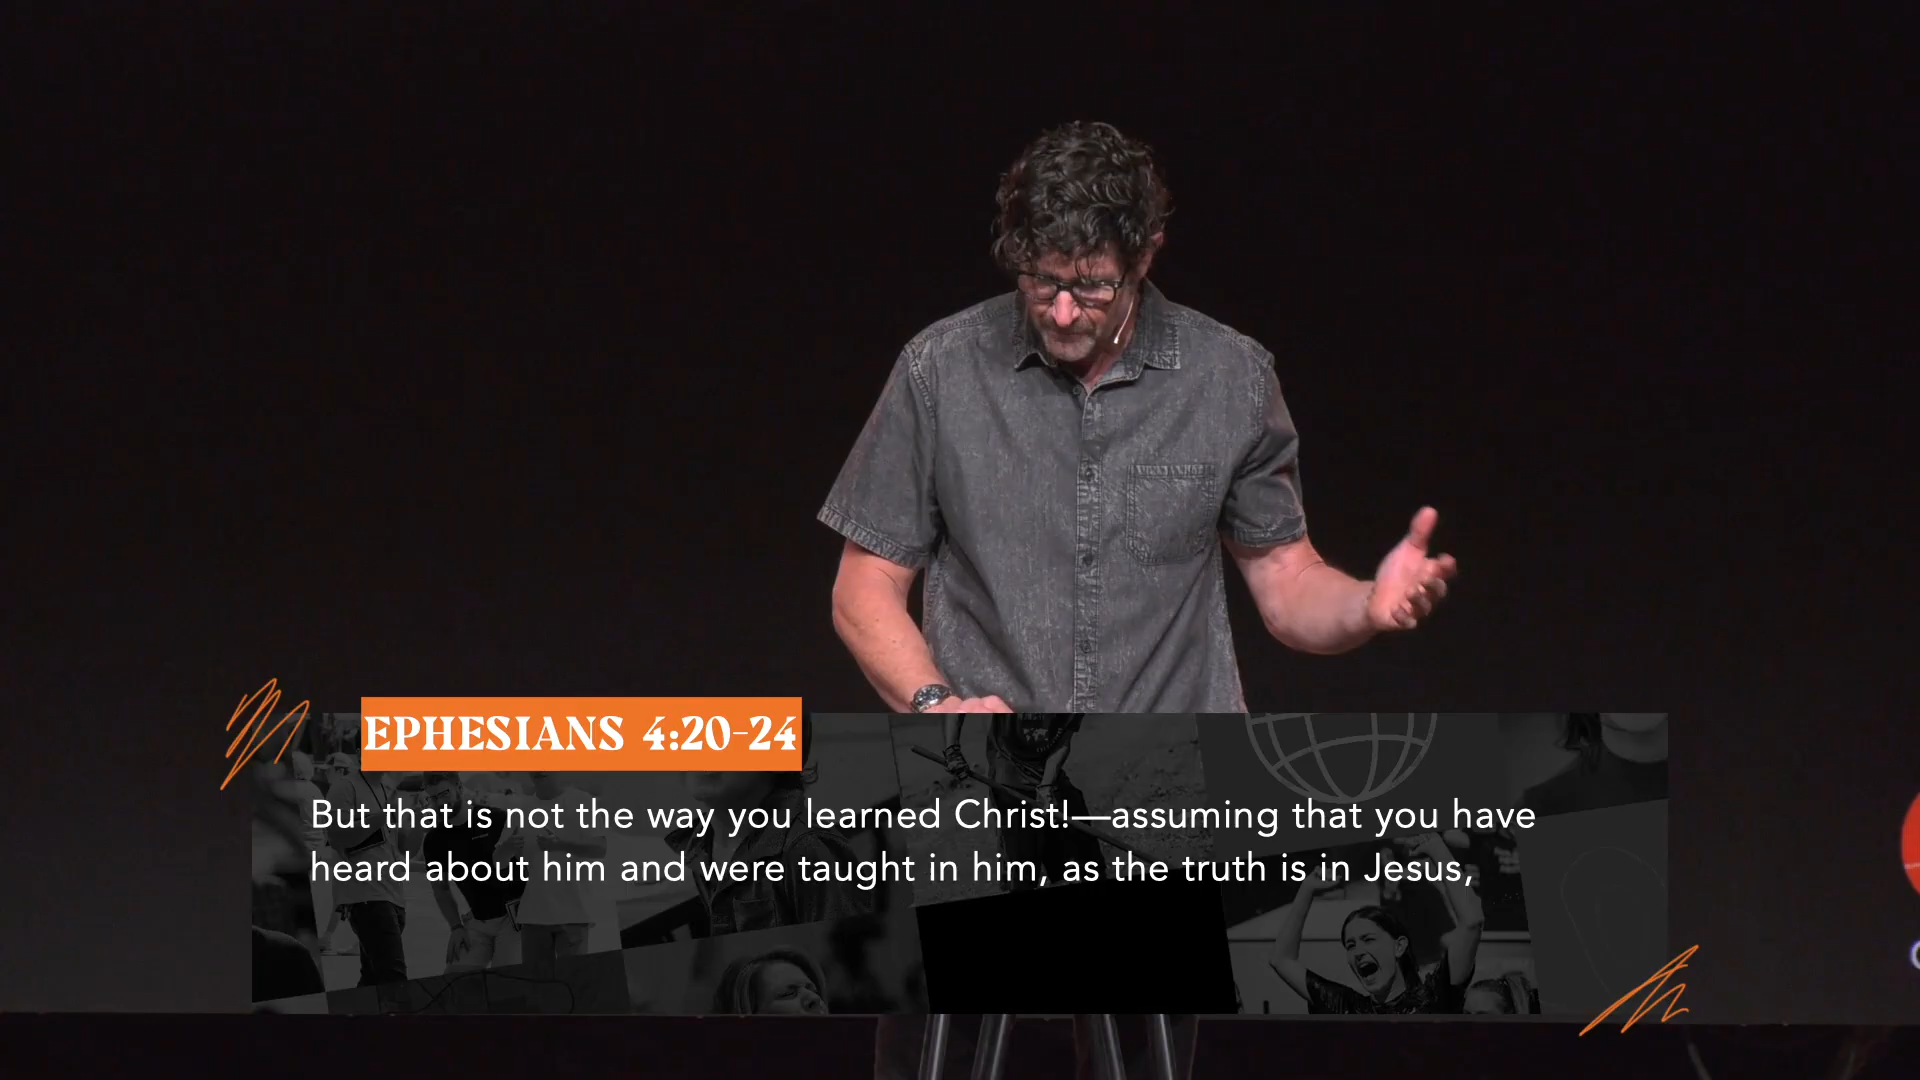 EPHESIANS 4:20-24
But that is not the way you learned Christ!—assuming that you have
heard about him and were taught in him, as the truth is in Jesus,